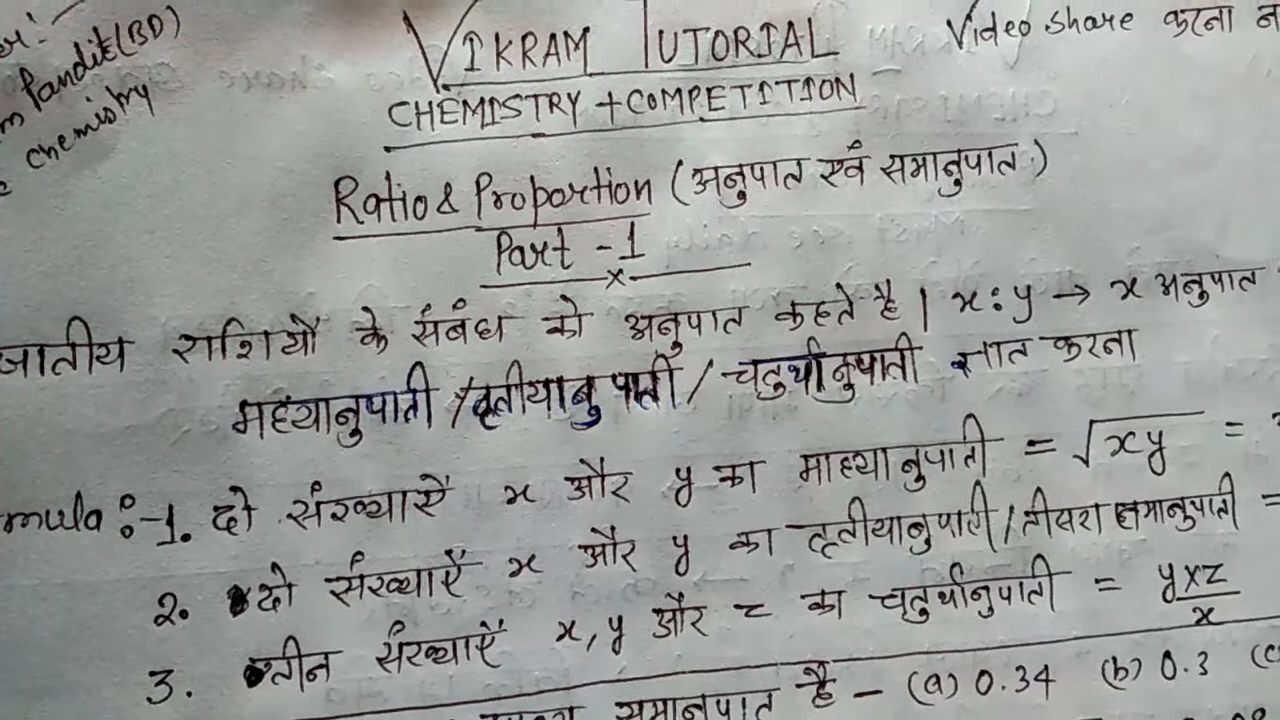 Pandit(BD)
chemistry
VIKRAM TUTORIAL
Video share करना
CHEMISTRY + COMPETITION
Ratio & Proportion (अनुपात एवं समानुपात)
Part - 1
जातीय राशियों के संबंध को अनुपात कहते है | x:y → x अनुपात
मध्यानुपाती / तृतीयानुपाती / चतुर्थानुपाती ज्ञात करना
mula :- 1. दो संख्याऐं x और y का माध्यानुपाती = √xy =
2. दो संख्याऐं x और y का तृतीयानुपाती / तीसरा समानुपाती =
3. तीन संख्याऐं x, y और z का चतुर्थानुपाती = y×z/x
समानुपात है - (a) 0.34 (b) 0.3